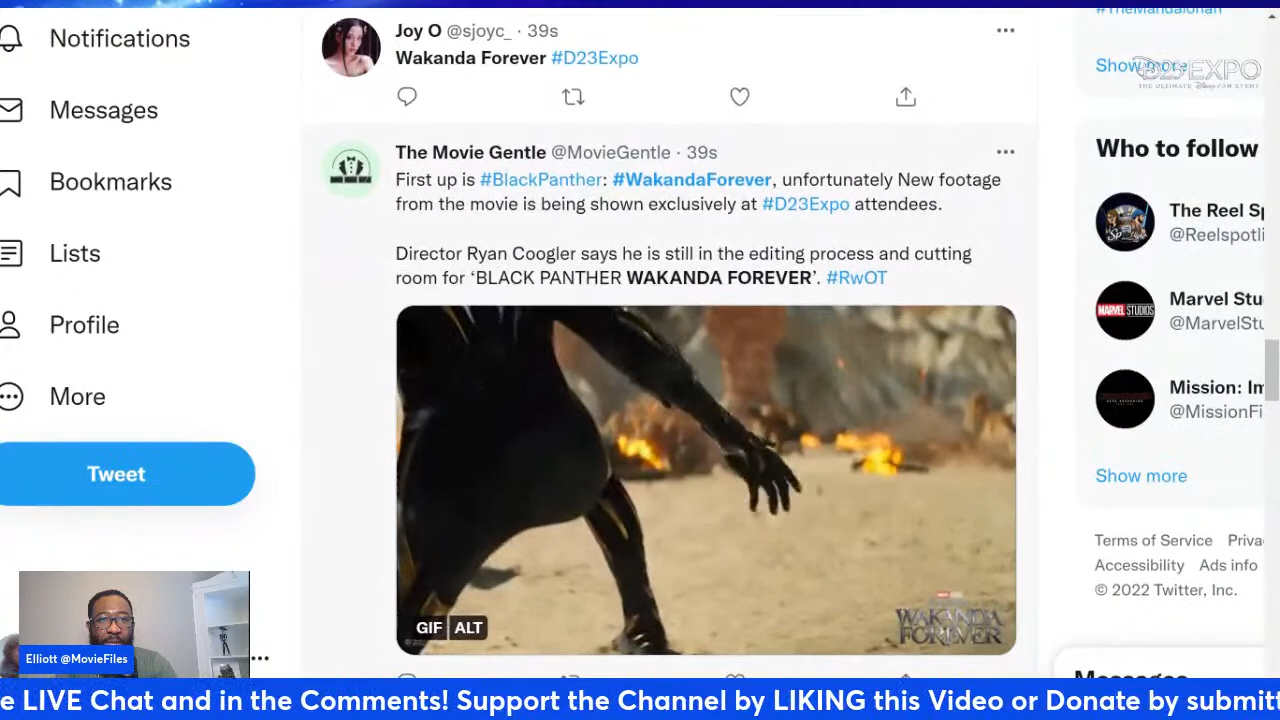 Notifications
Messages
Bookmarks
Lists
Profile
More
Tweet
Joy O @sjoyc_ · 39s
Wakanda Forever #D23Expo
The Movie Gentle @MovieGentle · 39s
First up is #BlackPanther: #WakandaForever, unfortunately New footage
from the movie is being shown exclusively at #D23Expo attendees.
Director Ryan Coogler says he is still in the editing process and cutting
room for ‘BLACK PANTHER WAKANDA FOREVER’. #RwOT
GIF ALT
WAKANDA
FOREVER
#TheMandalorian
Show more
D23 EXPO
THE ULTIMATE Disney FAN EVENT
Who to follow
The Reel Sp
@Reelspotli
MARVEL STUDIOS
Marvel Stu
@MarvelStu
Mission: Im
@MissionFi
Show more
Terms of Service Priva
Accessibility Ads info
© 2022 Twitter, Inc.
Messages
Elliott @MovieFiles
e LIVE Chat and in the Comments! Support the Channel by LIKING this Video or Donate by submitt